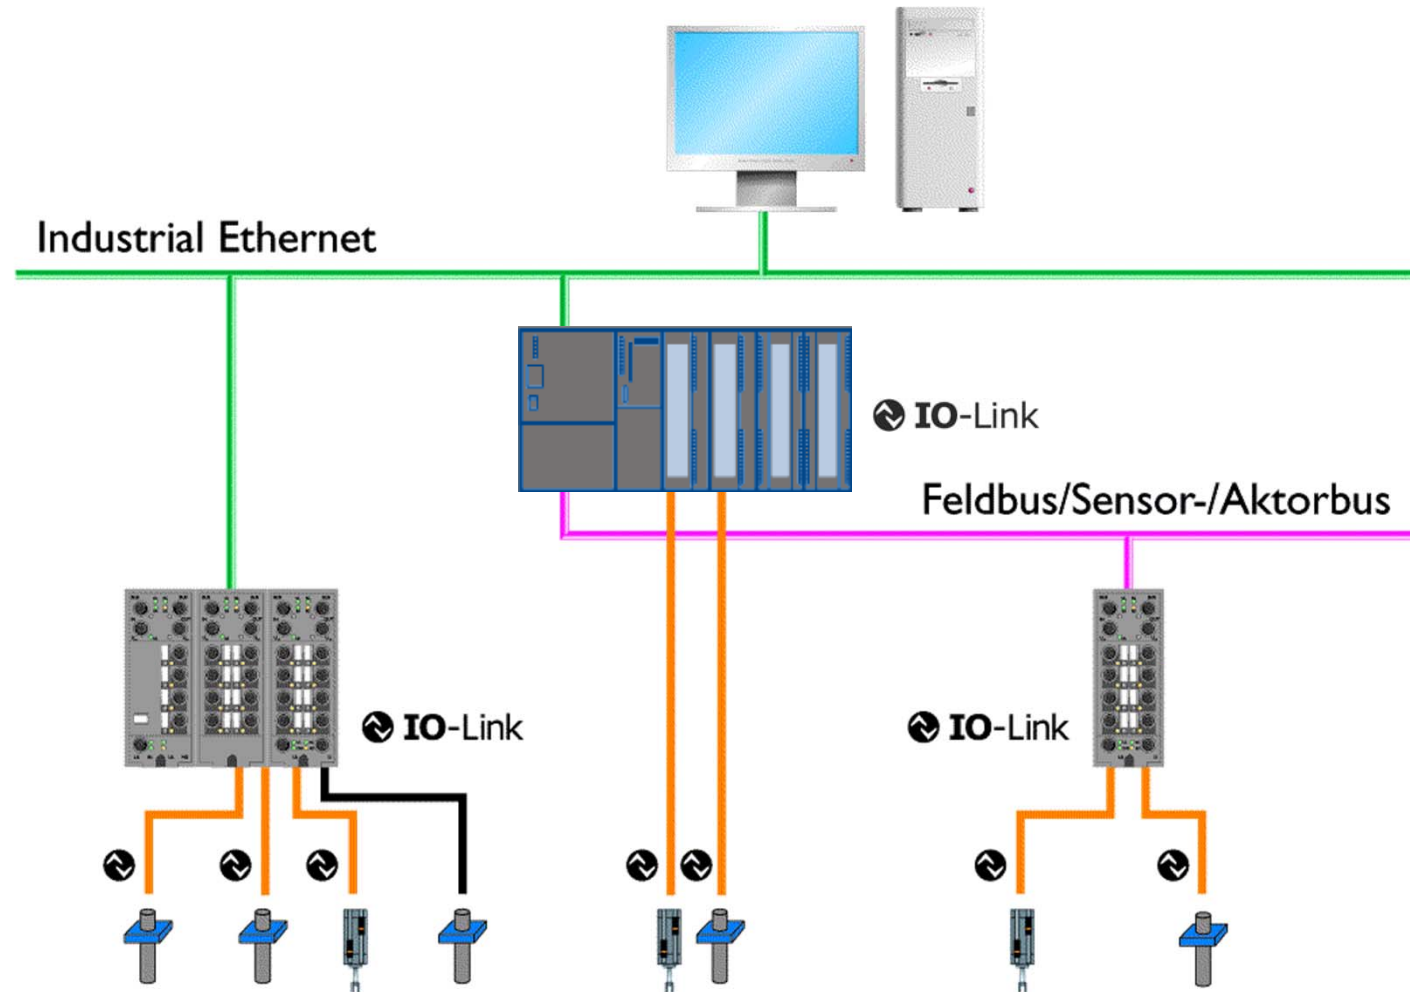 Industrial Ethernet
IO-Link
Feldbus/Sensor-/Aktorbus
IO-Link
IO-Link